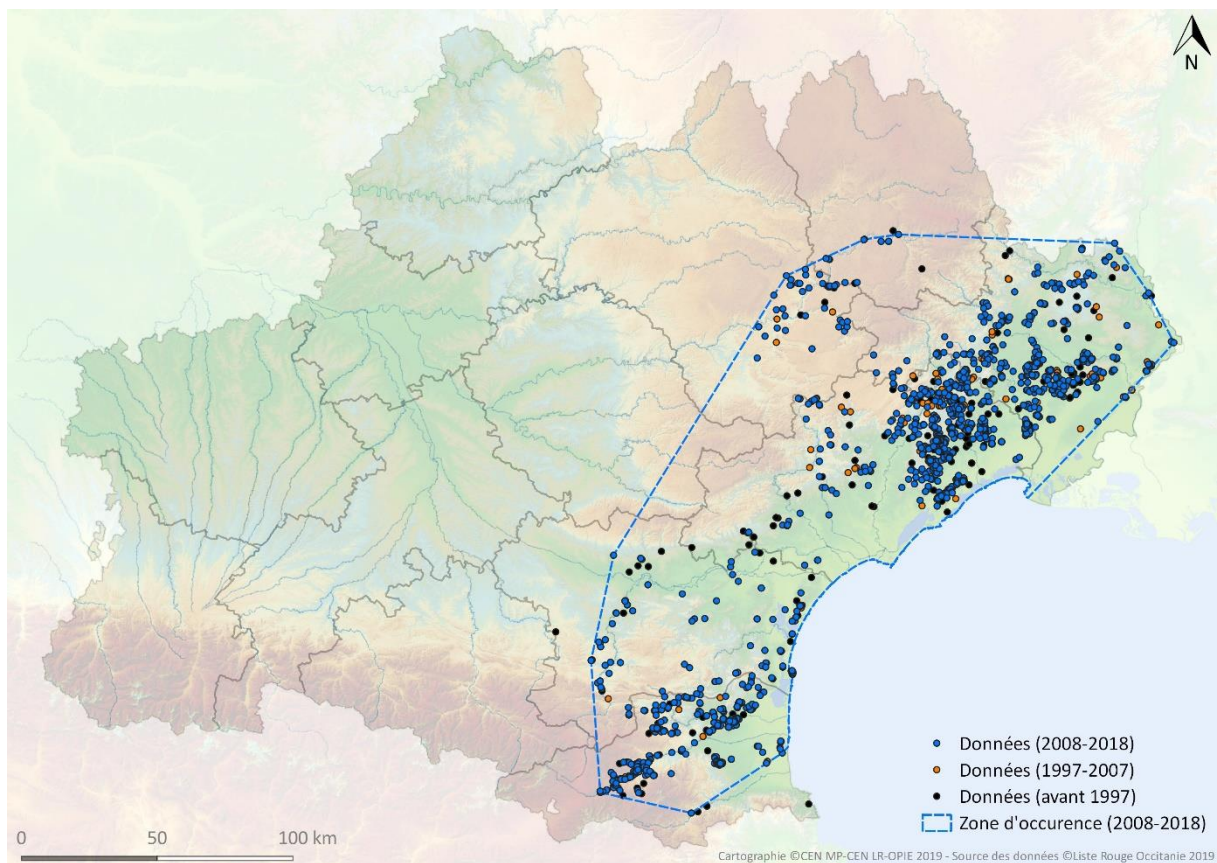 N
Données (2008-2018)
Données (1997-2007)
Données (avant 1997)
Zone d'occurence (2008-2018)
0 50 100 km
Cartographie ©CEN MP-CEN LR-OPIE 2019 - Source des données ©Liste Rouge Occitanie 2019